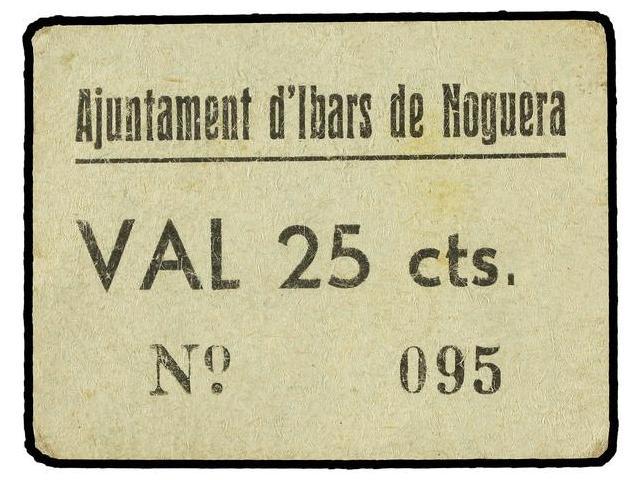 Ajuntament d'Ibars de Noguera
VAL 25 cts.
Nº 095